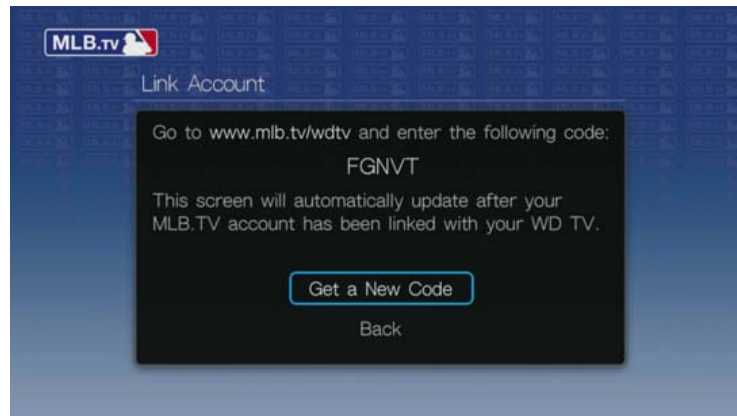 MLB.TV
Link Account
Go to www.mlb.tv/wdtv and enter the following code:
FGNVT
This screen will automatically update after your
MLB.TV account has been linked with your WD TV.
Get a New Code
Back